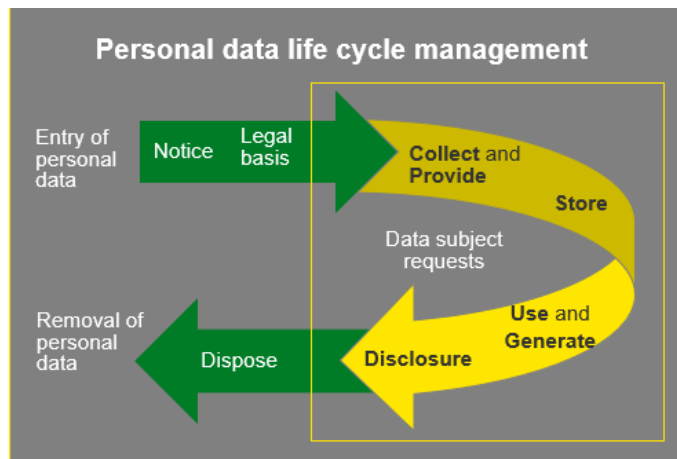 Personal data life cycle management
Entry of
personal
data
Notice
Legal
basis
Collect and
Provide
Store
Data subject
requests
Use and
Generate
Disclosure
Dispose
Removal of
personal
data